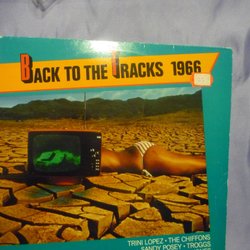 BACK TO THE TRACKS 1966
TRINI LOPEZ · THE CHIFFONS
SANDY POSEY · TROGGS